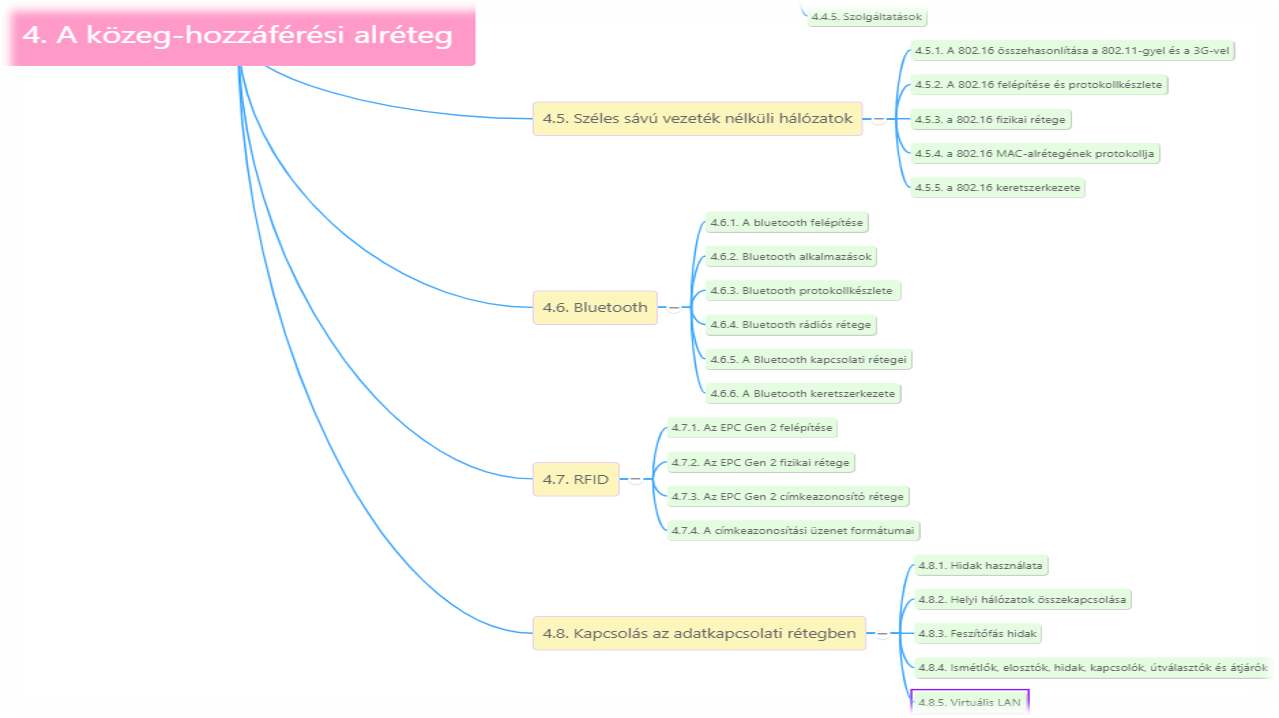 4. A közeg-hozzáférési alréteg
4.4.5. Szolgáltatások
4.5. Széles sávú vezeték nélküli hálózatok
4.5.1. A 802.16 összehasonlítása a 802.11-gyel és a 3G-vel
4.5.2. A 802.16 felépítése és protokollkészlete
4.5.3. a 802.16 fizikai rétege
4.5.4. a 802.16 MAC-alrétegének protokollja
4.5.5. a 802.16 keretszerkezete
4.6. Bluetooth
4.6.1. A bluetooth felépítése
4.6.2. Bluetooth alkalmazások
4.6.3. Bluetooth protokollkészlete
4.6.4. Bluetooth rádiós rétege
4.6.5. A Bluetooth kapcsolati rétegei
4.6.6. A Bluetooth keretszerkezete
4.7. RFID
4.7.1. Az EPC Gen 2 felépítése
4.7.2. Az EPC Gen 2 fizikai rétege
4.7.3. Az EPC Gen 2 címkeazonosító rétege
4.7.4. A címkeazonosítási üzenet formátumai
4.8. Kapcsolás az adatkapcsolati rétegben
4.8.1. Hidak használata
4.8.2. Helyi hálózatok összekapcsolása
4.8.3. Feszítőfás hidak
4.8.4. Ismétlők, elosztók, hidak, kapcsolók, útválasztók és átjárók
4.8.5. Virtuális LAN